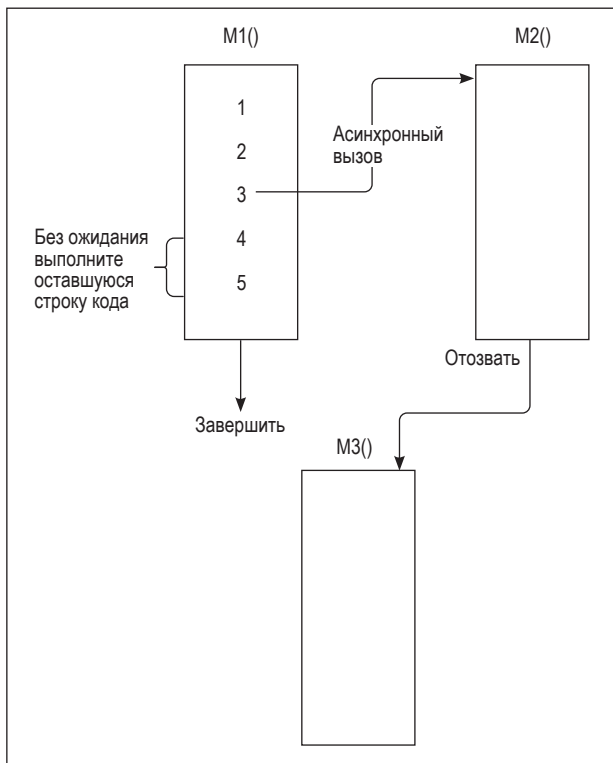 M1()
M2()
1
2
3
4
5
Асинхронный
вызов
Без ожидания
выполните
оставшуюся
строку кода
Отозвать
Завершить
M3()